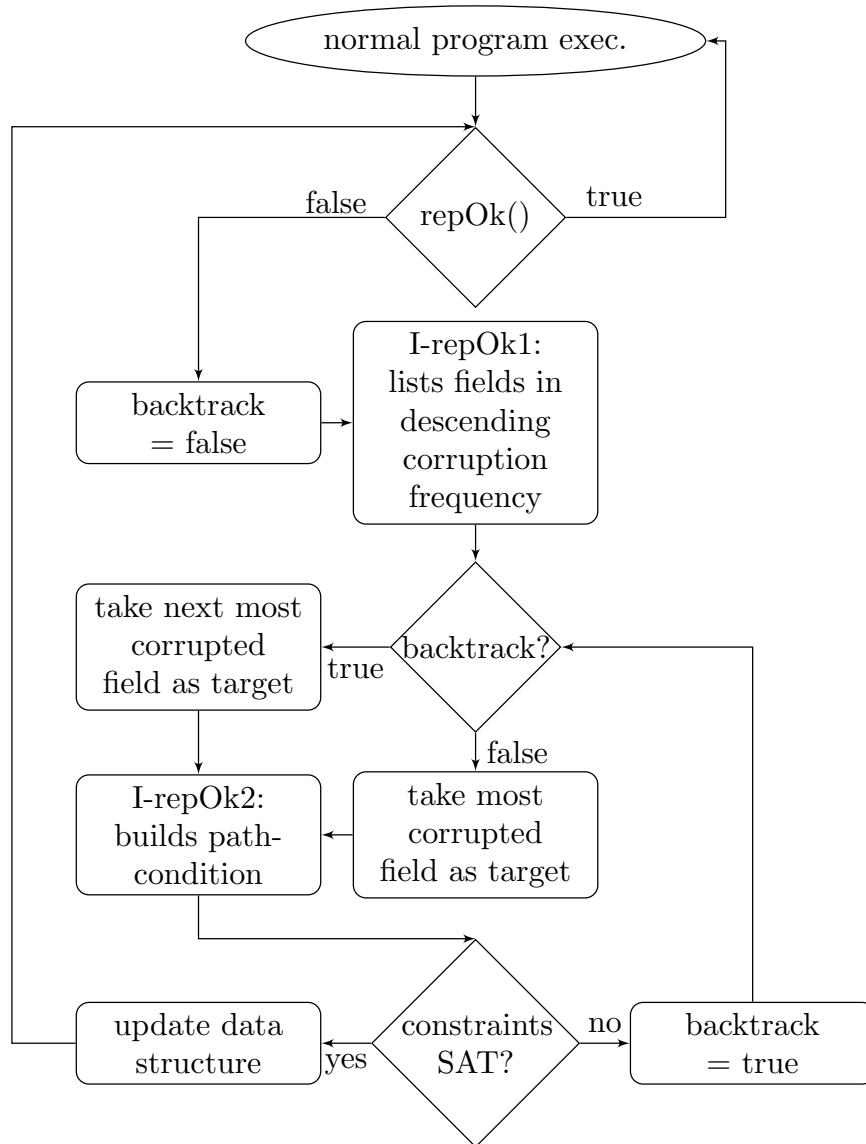 normal program exec.
false
true
repOk()
I-repOk1:
lists fields in
descending
corruption
frequency
backtrack
= false
take next most
corrupted
field as target
backtrack?
true
false
I-repOk2:
builds path-
condition
take most
corrupted
field as target
update data
structure
yes
constraints
SAT?
no
backtrack
= true